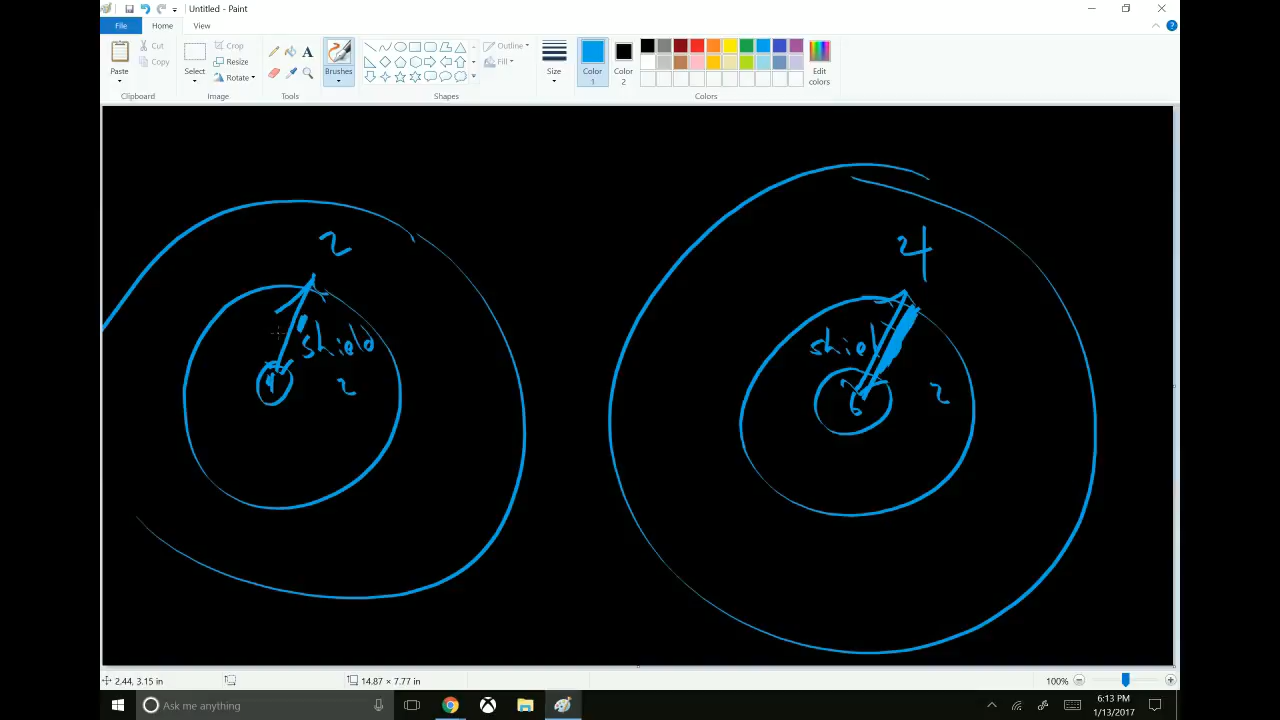 Untitled - Paint
File Home View
Paste
Cut
Copy
Clipboard
Select
Crop
Resize
Rotate
Image
A
Tools
Brushes
Shapes
Outline
Fill
Size
Color 1
Color 2
Edit colors
Colors
2
shield
4
2
4
shiel
6
2
2.44, 3.15 in
14.87 × 7.77 in
100%
Ask me anything
6:13 PM
1/13/2017